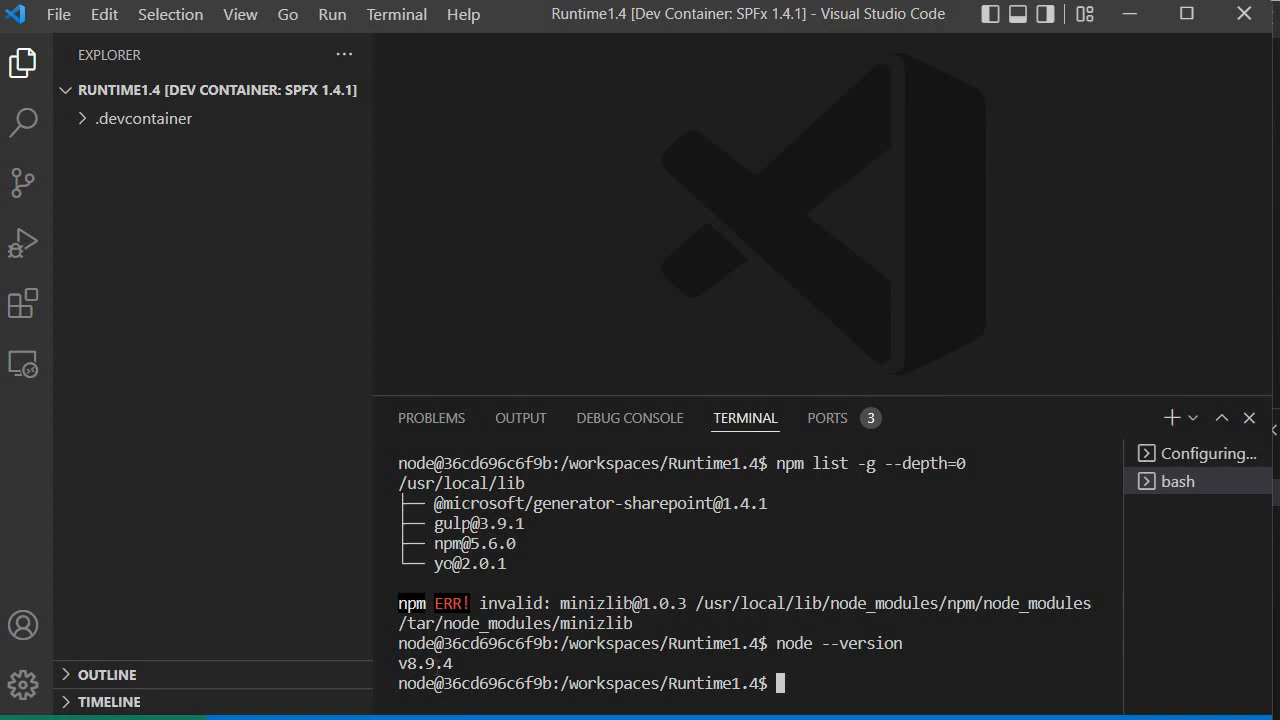 File Edit Selection View Go Run Terminal Help Runtime1.4 [Dev Container: SPFx 1.4.1] - Visual Studio Code
EXPLORER
RUNTIME1.4 [DEV CONTAINER: SPFX 1.4.1]
.devcontainer
OUTLINE
TIMELINE
PROBLEMS OUTPUT DEBUG CONSOLE TERMINAL PORTS 3
node@36cd696c6f9b:/workspaces/Runtime1.4$ npm list -g --depth=0
/usr/local/lib
├── @microsoft/generator-sharepoint@1.4.1
├── gulp@3.9.1
├── npm@5.6.0
└── yo@2.0.1
npm ERR! invalid: minizlib@1.0.3 /usr/local/lib/node_modules/npm/node_modules
/tar/node_modules/minizlib
node@36cd696c6f9b:/workspaces/Runtime1.4$ node --version
v8.9.4
node@36cd696c6f9b:/workspaces/Runtime1.4$
Configuring...
bash